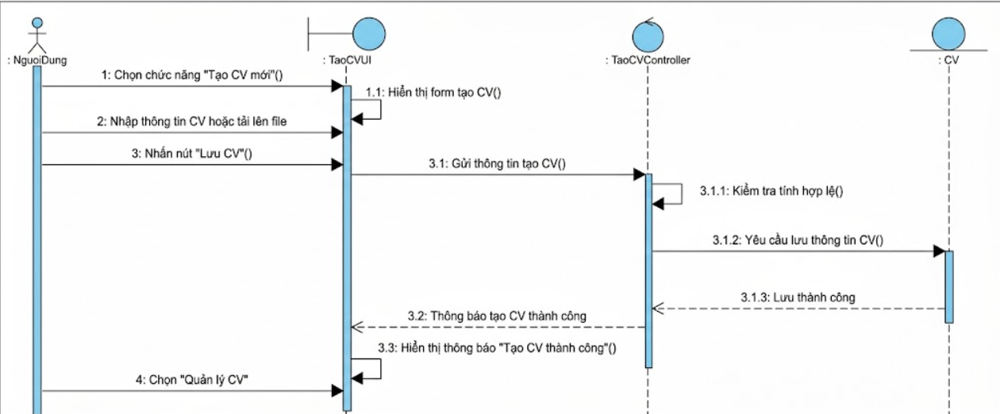 : NguoiDung
: TaoCVUI
: TaoCVController
: CV
1: Chọn chức năng "Tạo CV mới"()
1.1: Hiển thị form tạo CV()
2: Nhập thông tin CV hoặc tải lên file
3: Nhấn nút "Lưu CV"()
3.1: Gửi thông tin tạo CV()
3.1.1: Kiểm tra tính hợp lệ()
3.1.2: Yêu cầu lưu thông tin CV()
3.1.3: Lưu thành công
3.2: Thông báo tạo CV thành công
3.3: Hiển thị thông báo "Tạo CV thành công"()
4: Chọn "Quản lý CV"